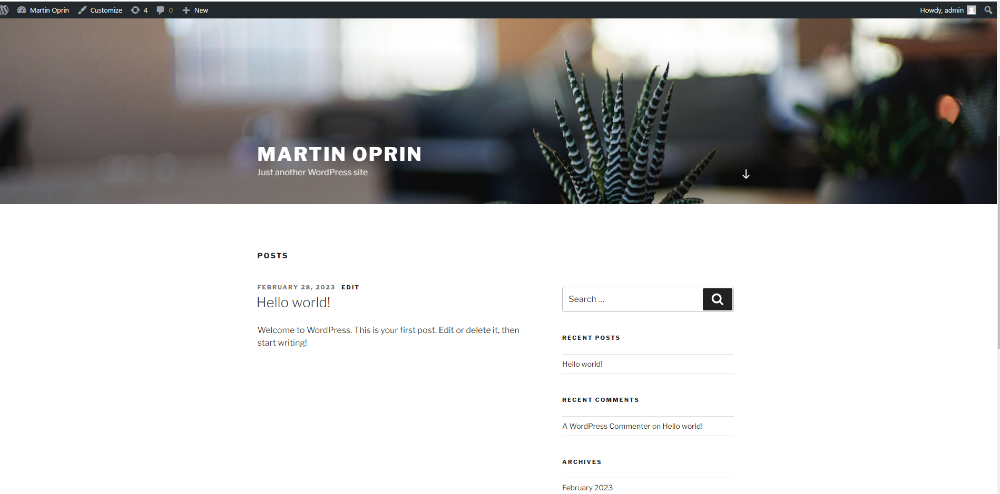 Martin Oprin Customize 4 0 New Howdy, admin
MARTIN OPRIN
Just another WordPress site
POSTS
FEBRUARY 28, 2023 EDIT
Hello world!
Welcome to WordPress. This is your first post. Edit or delete it, then
start writing!
Search …
RECENT POSTS
Hello world!
RECENT COMMENTS
A WordPress Commenter on Hello world!
ARCHIVES
February 2023